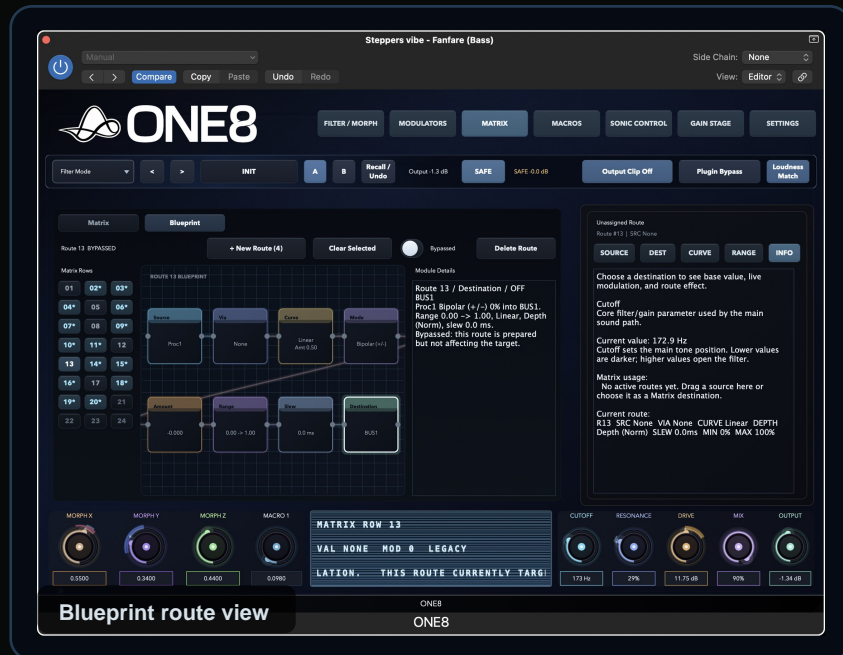 Steppers vibe - Fanfare (Bass)
Manual
Side Chain: None
Compare Copy Paste Undo Redo
View: Editor
ONE8
FILTER / MORPH MODULATORS MATRIX MACROS SONIC CONTROL GAIN STAGE SETTINGS
Filter Mode < > INIT A B Recall / Undo Output -1.3 dB SAFE SAFE -0.0 dB Output Clip Off Plugin Bypass Loudness Match
Matrix Blueprint
Route 13 BYPASSED + New Route (4) Clear Selected Bypassed Delete Route
Matrix Rows
01 02* 03*
04* 05 06*
07* 08 09*
10* 11* 12
13 14* 15*
16* 17 18*
19* 20* 21
22 23 24
ROUTE 13 BLUEPRINT
Source Via Curve Mode
Proc1 None Linear Bipolar (+/-)
Amt 0.50
Amount Range Slew Destination
-0.000 0.00 -> 1.00 0.0 ms BUS1
Module Details
Route 13 / Destination / OFF
BUS1
Proc1 Bipolar (+/-) 0% into BUS1.
Range 0.00 -> 1.00, Linear, Depth
(Norm), slew 0.0 ms.
Bypassed: this route is prepared
but not affecting the target.
Unassigned Route
Route #13 | SRC None
SOURCE DEST CURVE RANGE INFO
Choose a destination to see base value, live
modulation, and route effect.
Cutoff
Core filter/gain parameter used by the main
sound path.
Current value: 172.9 Hz
Cutoff sets the main tone position. Lower values
are darker; higher values open the filter.
Matrix usage:
No active routes yet. Drag a source here or
choose it as a Matrix destination.
Current route:
R13 SRC None VIA None CURVE Linear DEPTH
Depth (Norm) SLEW 0.0ms MIN 0% MAX 100%
MORPH X MORPH Y MORPH Z MACRO 1
0.5500 0.3400 0.4400 0.0980
MATRIX ROW 13
VAL NONE MOD 0 LEGACY
LATION. THIS ROUTE CURRENTLY TARG
CUTOFF RESONANCE DRIVE MIX OUTPUT
173 Hz 29% 11.75 dB 90% -1.34 dB
Blueprint route view
ONE8
ONE8